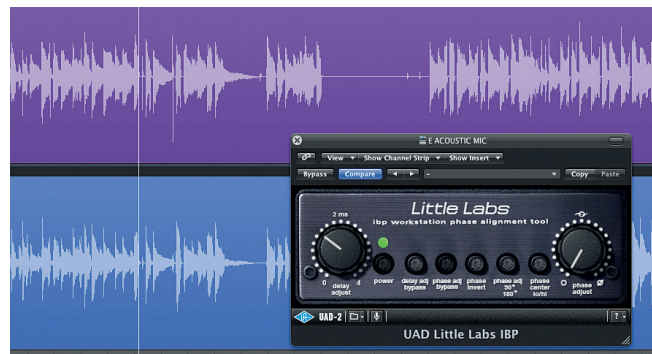 E ACOUSTIC MIC
View Show Channel Strip Show Insert
Bypass Compare - Copy Paste
Little Labs
ibp workstation phase alignment tool
2 ms
0 4
delay adjust
power
delay adj bypass
phase adj bypass
phase invert
phase adj 30° 180°
phase center lo/hi
phase adjust
UAD-2 ?
UAD Little Labs IBP